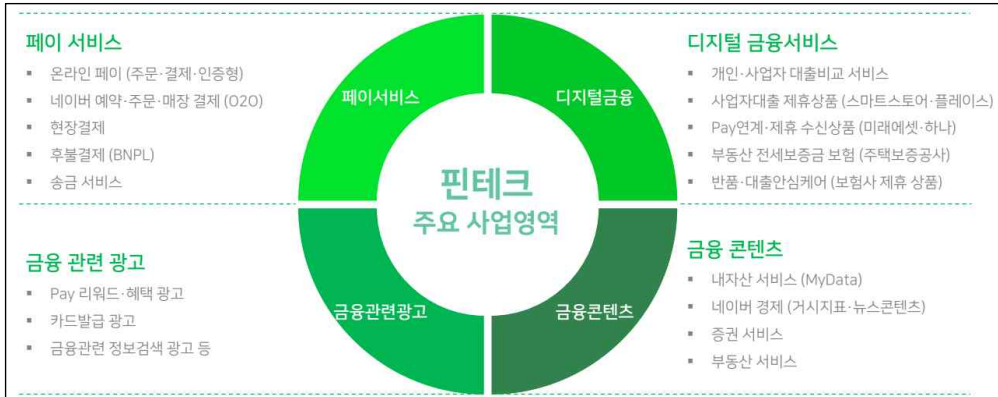 페이 서비스
▪ 온라인 페이 (주문·결제·인증형)
▪ 네이버 예약·주문·매장 결제 (O2O)
▪ 현장결제
▪ 후불결제 (BNPL)
▪ 송금 서비스
디지털 금융서비스
▪ 개인·사업자 대출비교 서비스
▪ 사업자대출 제휴상품 (스마트스토어·플레이스)
▪ Pay연계·제휴 수신상품 (미래에셋·하나)
▪ 부동산 전세보증금 보험 (주택보증공사)
▪ 반품·대출안심케어 (보험사 제휴 상품)
페이서비스
디지털금융
핀테크
주요 사업영역
금융관련광고
금융콘텐츠
금융 관련 광고
▪ Pay 리워드·혜택 광고
▪ 카드발급 광고
▪ 금융관련 정보검색 광고 등
금융 콘텐츠
▪ 내자산 서비스 (MyData)
▪ 네이버 경제 (거시지표·뉴스콘텐츠)
▪ 증권 서비스
▪ 부동산 서비스